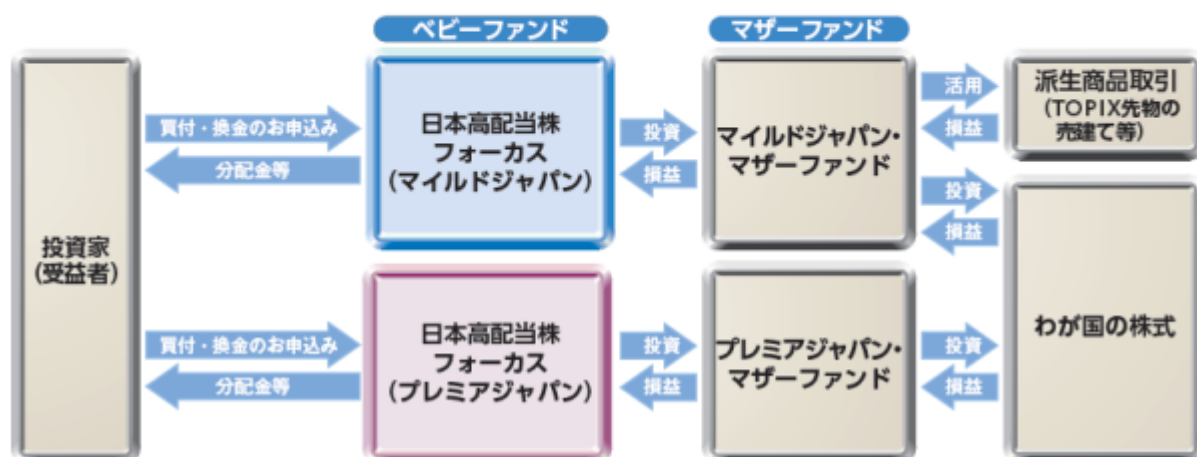 ベビーファンド
マザーファンド
投資家
(受益者)
買付・換金のお申込み
分配金等
日本高配当株
フォーカス
(マイルドジャパン)
投資
損益
マイルドジャパン・
マザーファンド
活用
損益
派生商品取引
(TOPIX先物の
売建て等)
投資
損益
買付・換金のお申込み
分配金等
日本高配当株
フォーカス
(プレミアジャパン)
投資
損益
プレミアジャパン・
マザーファンド
投資
損益
わが国の株式